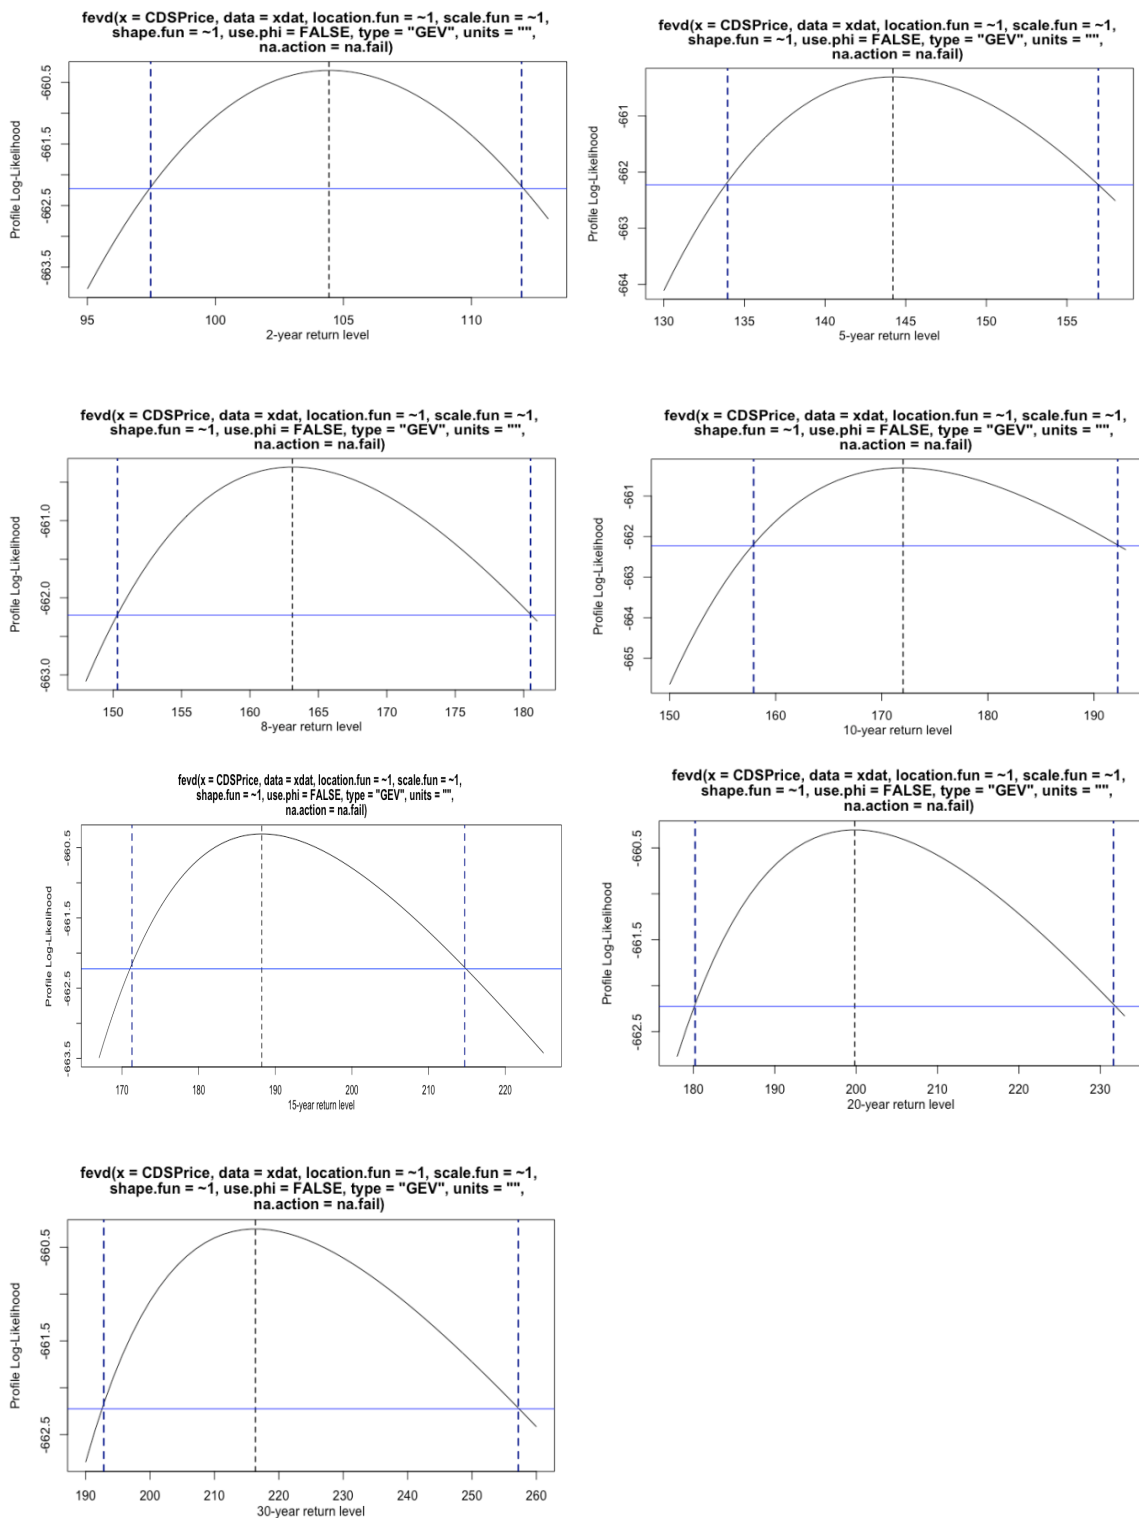 fevd(x = CDSPrice, data = xdat, location.fun = ~1, scale.fun = ~1,
shape.fun = ~1, use.phi = FALSE, type = "GEV", units = "",
na.action = na.fail)
Profile Log-Likelihood
-660.5
-661.5
-662.5
-663.5
95 100 105 110
2-year return level
fevd(x = CDSPrice, data = xdat, location.fun = ~1, scale.fun = ~1,
shape.fun = ~1, use.phi = FALSE, type = "GEV", units = "",
na.action = na.fail)
Profile Log-Likelihood
-661
-662
-663
-664
130 135 140 145 150 155
5-year return level
fevd(x = CDSPrice, data = xdat, location.fun = ~1, scale.fun = ~1,
shape.fun = ~1, use.phi = FALSE, type = "GEV", units = "",
na.action = na.fail)
Profile Log-Likelihood
-661.0
-662.0
-663.0
150 155 160 165 170 175 180
8-year return level
fevd(x = CDSPrice, data = xdat, location.fun = ~1, scale.fun = ~1,
shape.fun = ~1, use.phi = FALSE, type = "GEV", units = "",
na.action = na.fail)
Profile Log-Likelihood
-661
-662
-663
-664
-665
150 160 170 180 190
10-year return level
fevd(x = CDSPrice, data = xdat, location.fun = ~1, scale.fun = ~1,
shape.fun = ~1, use.phi = FALSE, type = "GEV", units = "",
na.action = na.fail)
Profile Log-Likelihood
-660.5
-661.5
-662.5
-663.5
170 180 190 200 210 220
15-year return level
fevd(x = CDSPrice, data = xdat, location.fun = ~1, scale.fun = ~1,
shape.fun = ~1, use.phi = FALSE, type = "GEV", units = "",
na.action = na.fail)
Profile Log-Likelihood
-660.5
-661.5
-662.5
180 190 200 210 220 230
20-year return level
fevd(x = CDSPrice, data = xdat, location.fun = ~1, scale.fun = ~1,
shape.fun = ~1, use.phi = FALSE, type = "GEV", units = "",
na.action = na.fail)
Profile Log-Likelihood
-660.5
-661.5
-662.5
190 200 210 220 230 240 250 260
30-year return level